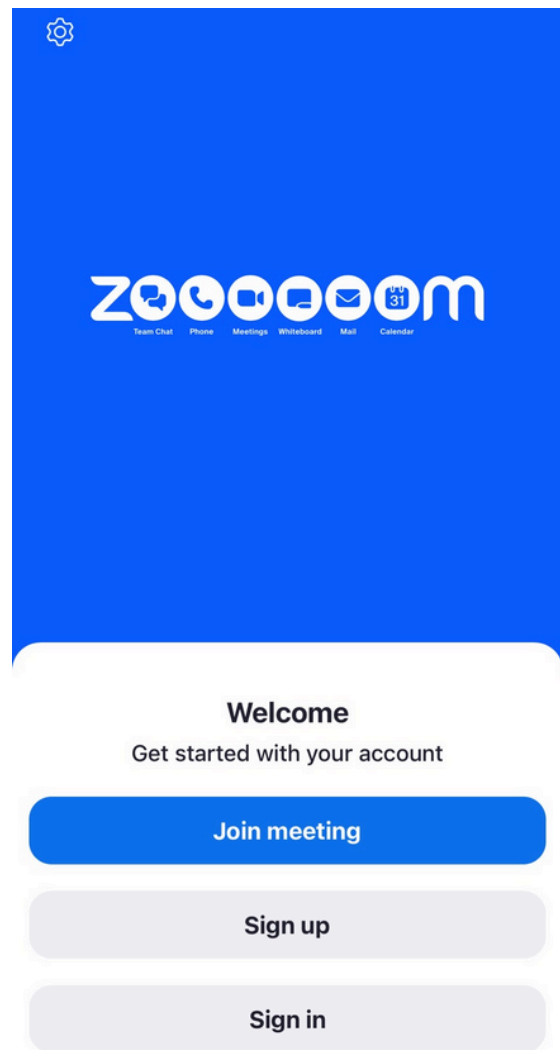 zoooooom
Team Chat Phone Meetings Whiteboard Mail Calendar
31
Welcome
Get started with your account
Join meeting
Sign up
Sign in